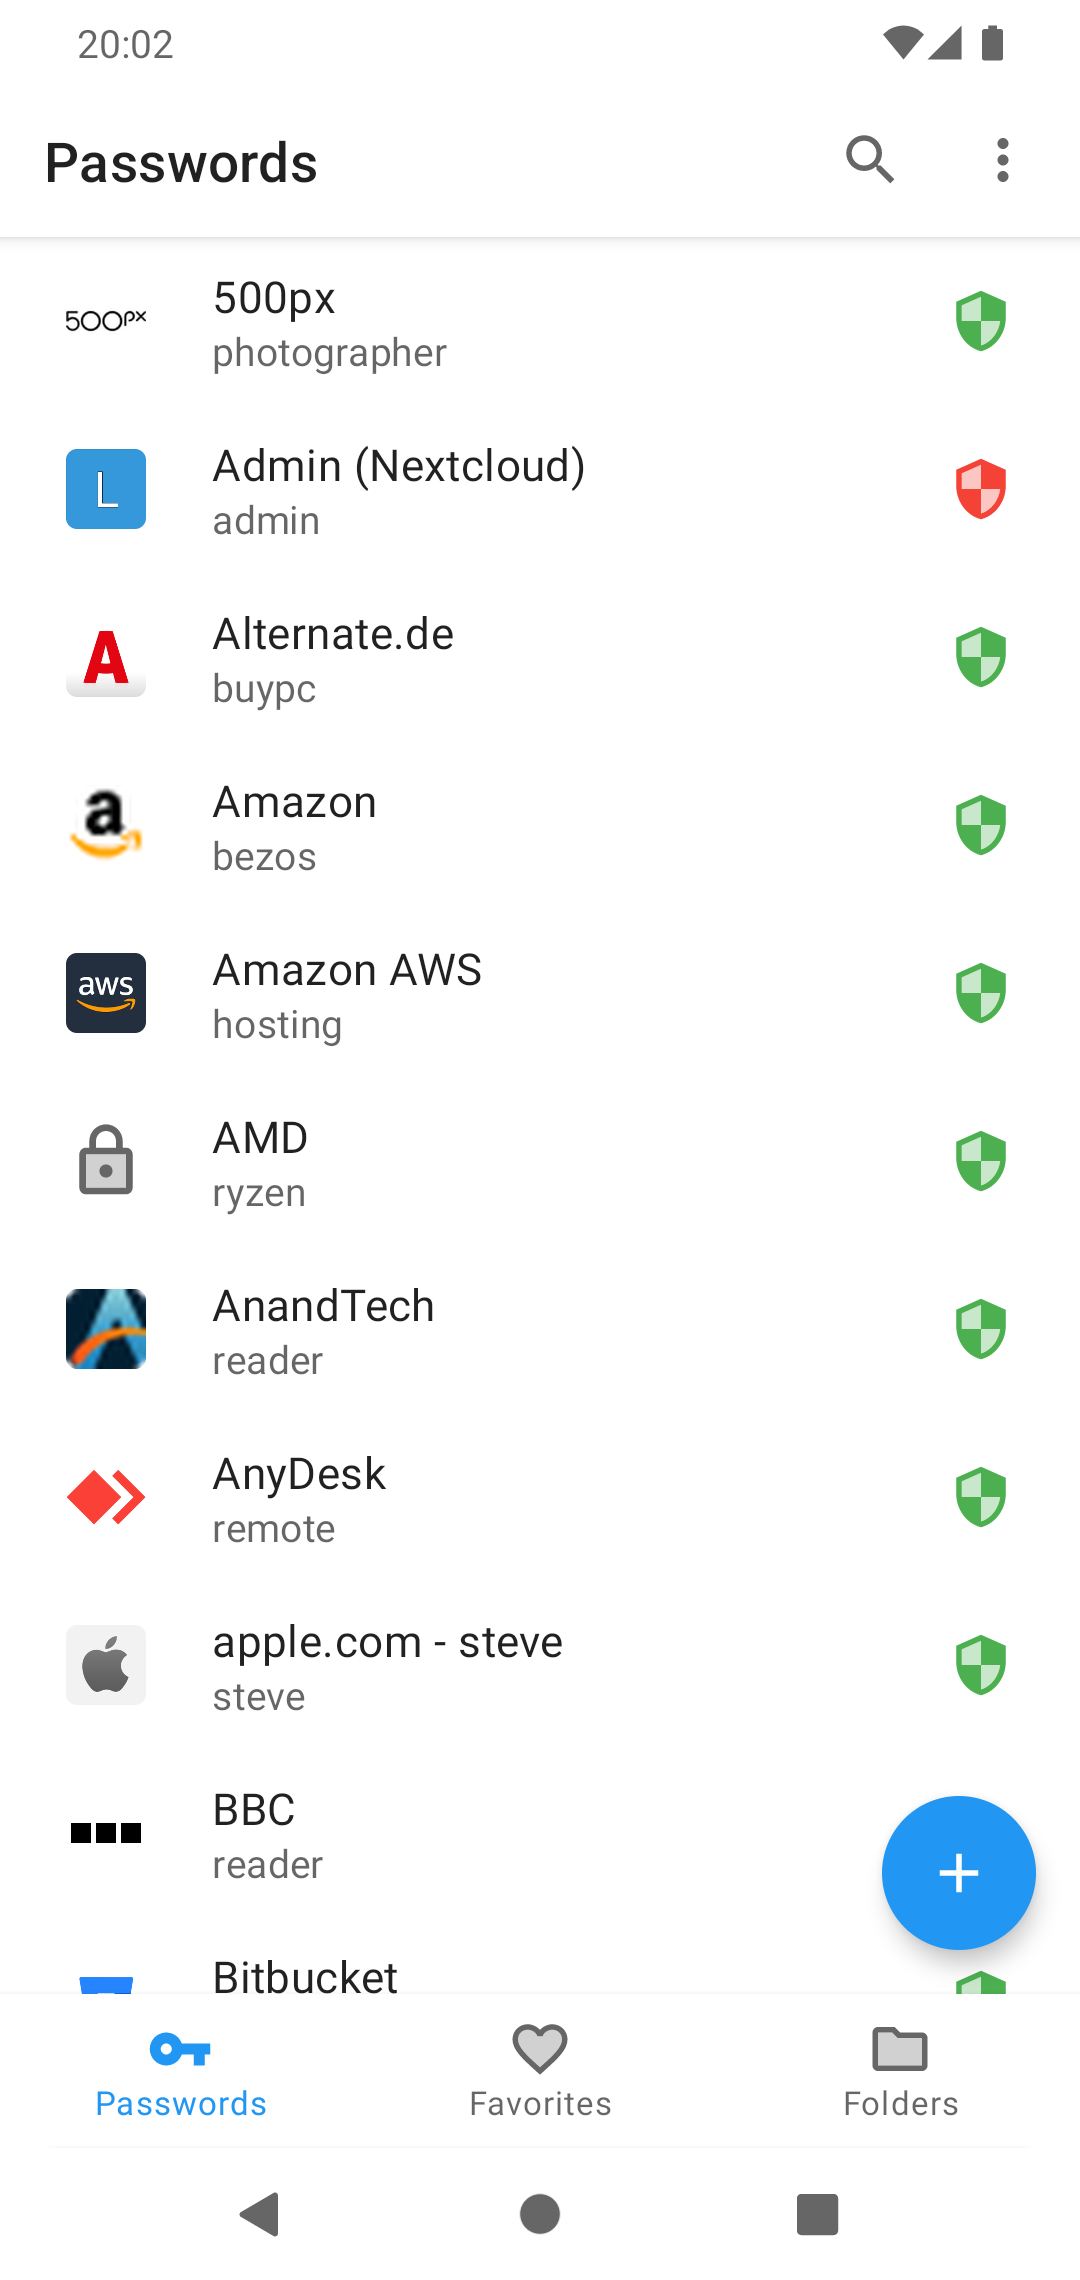 20:02
Passwords
500px
500px
photographer
L
Admin (Nextcloud)
admin
A
Alternate.de
buypc
a
Amazon
bezos
aws
Amazon AWS
hosting
AMD
ryzen
AnandTech
reader
AnyDesk
remote
apple.com - steve
steve
BBC
reader
Bitbucket
Passwords
Favorites
Folders